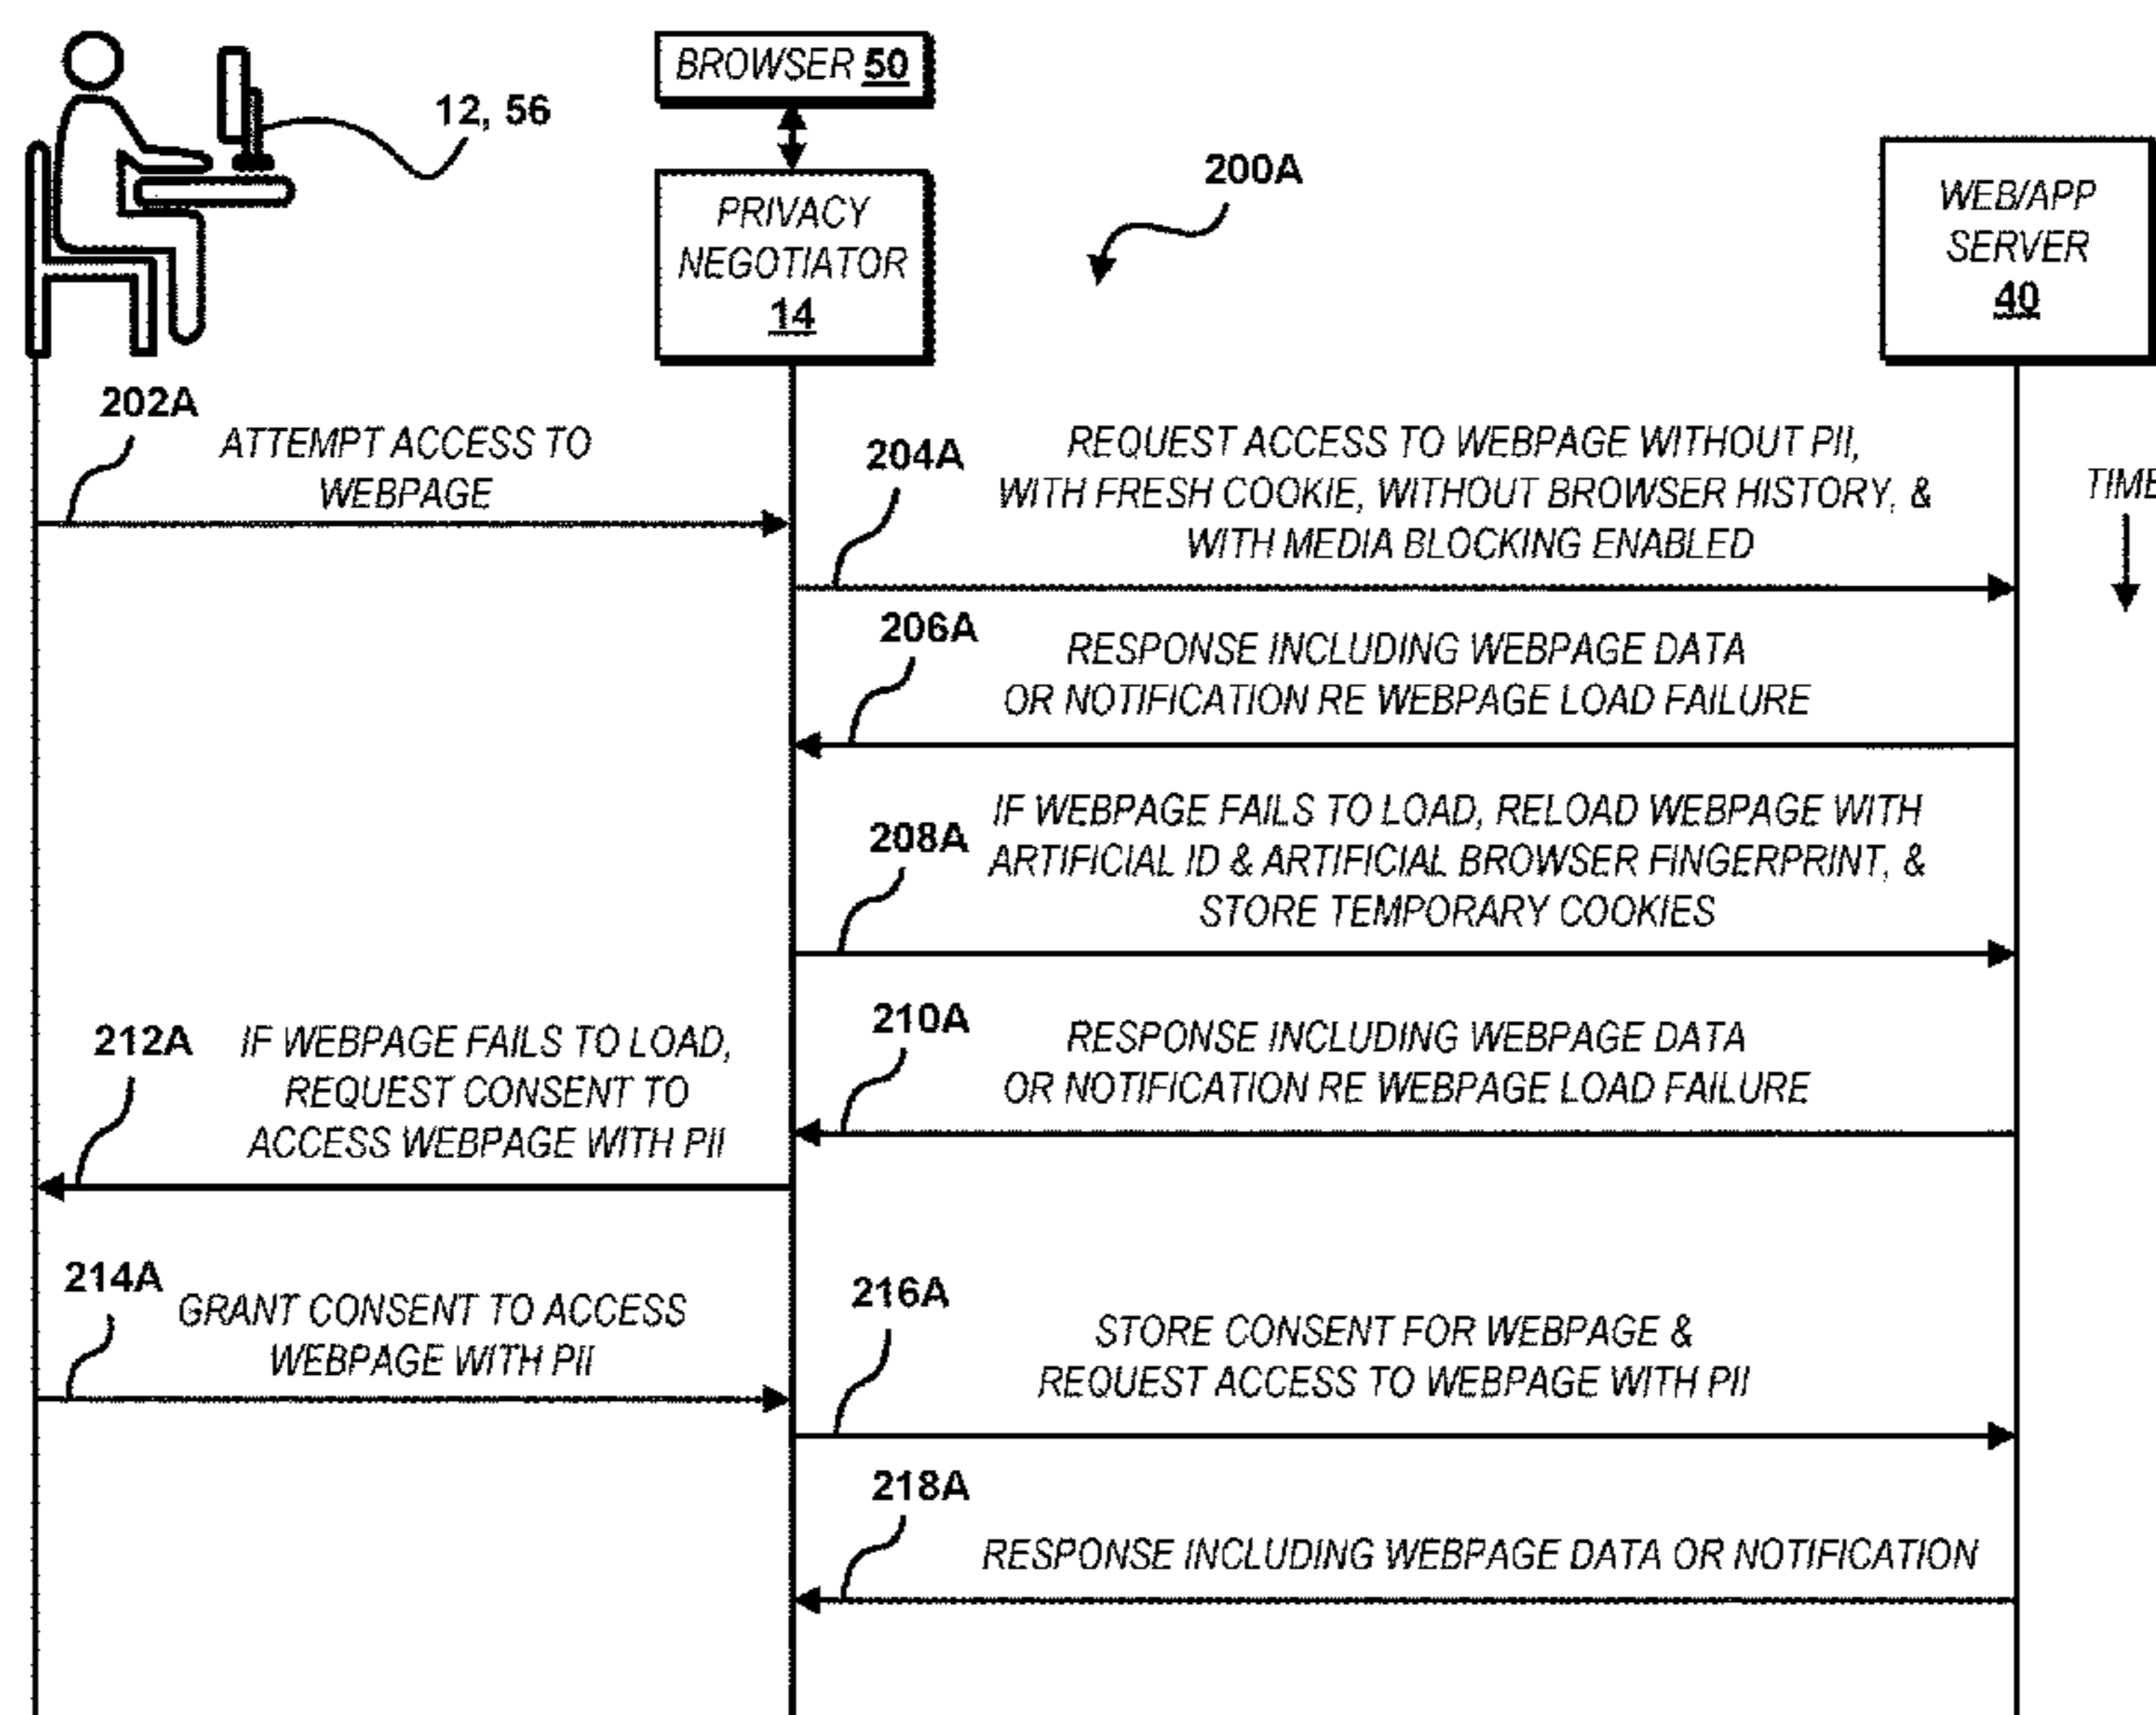 BROWSER 50
12, 56
PRIVACY
NEGOTIATOR
14
200A
WEB/APP
SERVER
40
202A
ATTEMPT ACCESS TO
WEBPAGE
204A
REQUEST ACCESS TO WEBPAGE WITHOUT PII,
WITH FRESH COOKIE, WITHOUT BROWSER HISTORY, &
WITH MEDIA BLOCKING ENABLED
TIME
206A
RESPONSE INCLUDING WEBPAGE DATA
OR NOTIFICATION RE WEBPAGE LOAD FAILURE
208A
IF WEBPAGE FAILS TO LOAD, RELOAD WEBPAGE WITH
ARTIFICIAL ID & ARTIFICIAL BROWSER FINGERPRINT, &
STORE TEMPORARY COOKIES
210A
RESPONSE INCLUDING WEBPAGE DATA
OR NOTIFICATION RE WEBPAGE LOAD FAILURE
212A
IF WEBPAGE FAILS TO LOAD,
REQUEST CONSENT TO
ACCESS WEBPAGE WITH PII
214A
GRANT CONSENT TO ACCESS
WEBPAGE WITH PII
216A
STORE CONSENT FOR WEBPAGE &
REQUEST ACCESS TO WEBPAGE WITH PII
218A
RESPONSE INCLUDING WEBPAGE DATA OR NOTIFICATION